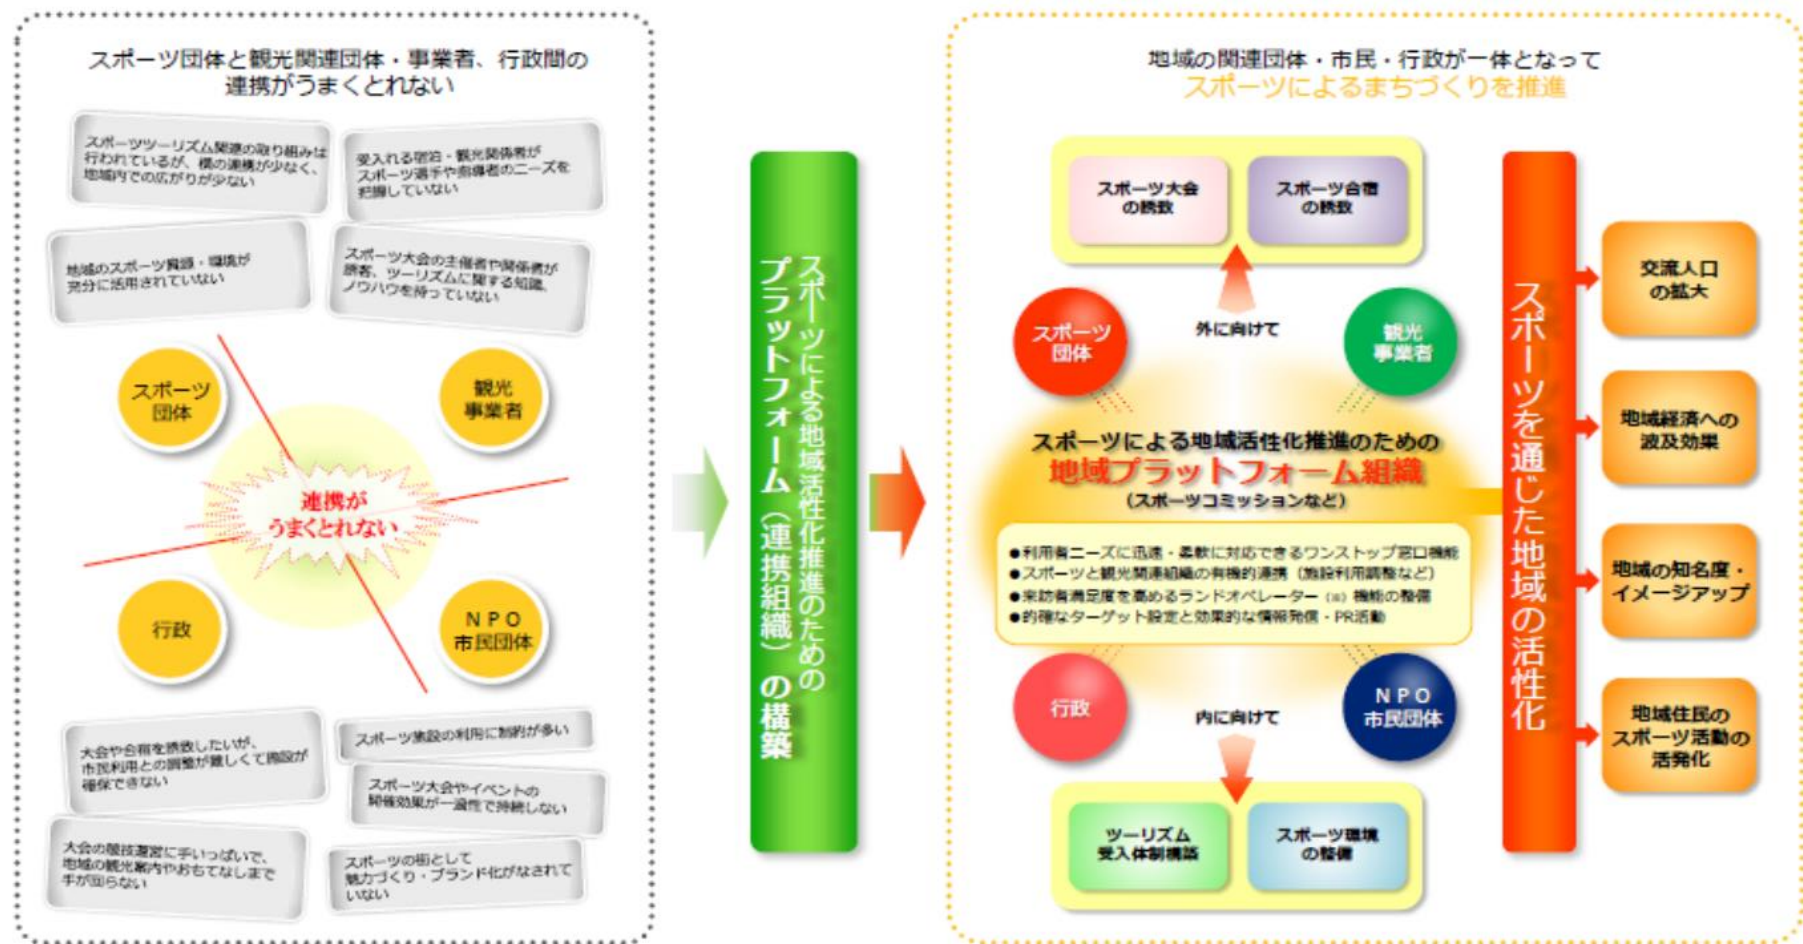 スポーツ団体と観光関連団体・事業者、行政間の
連携がうまくとれない
スポーツツーリズム関連の取り組みは
行われているが、横の連携が少なく、
地域内での広がりが少ない
受入れる宿泊・観光関係者が
スポーツ選手や指導者のニーズを
把握していない
地域のスポーツ資源・環境が
充分に活用されていない
スポーツ大会の主催者や関係者が
旅客、ツーリズムに関する知識、
ノウハウを持っていない
スポーツ
団体
観光
事業者
連携が
うまくとれない
行政
NPO
市民団体
大会や合宿を誘致したいが、
市民利用との調整が難しくて施設が
確保できない
スポーツ施設の利用に制約が多い
スポーツ大会やイベントの
開催効果が一過性で持続しない
大会の競技運営に手いっぱいで、
地域の観光案内やおもてなしまで
手が回らない
スポーツの街として
魅力づくり・ブランド化がなされて
いない
スポーツによる地域活性化推進のための
プラットフォーム（連携組織）の構築
地域の関連団体・市民・行政が一体となって
スポーツによるまちづくりを推進
スポーツ大会
の誘致
スポーツ合宿
の誘致
外に向けて
スポーツ
団体
観光
事業者
スポーツによる地域活性化推進のための
地域プラットフォーム組織
（スポーツコミッションなど）
●利用者ニーズに迅速・柔軟に対応できるワンストップ窓口機能
●スポーツと観光関連組織の有機的連携（施設利用調整など）
●来訪者満足度を高めるランドオペレーター（※）機能の整備
●的確なターゲット設定と効果的な情報発信・PR活動
行政
NPO
市民団体
内に向けて
ツーリズム
受入体制構築
スポーツ環境
の整備
スポーツを通じた地域の活性化
交流人口
の拡大
地域経済への
波及効果
地域の知名度・
イメージアップ
地域住民の
スポーツ活動の
活発化